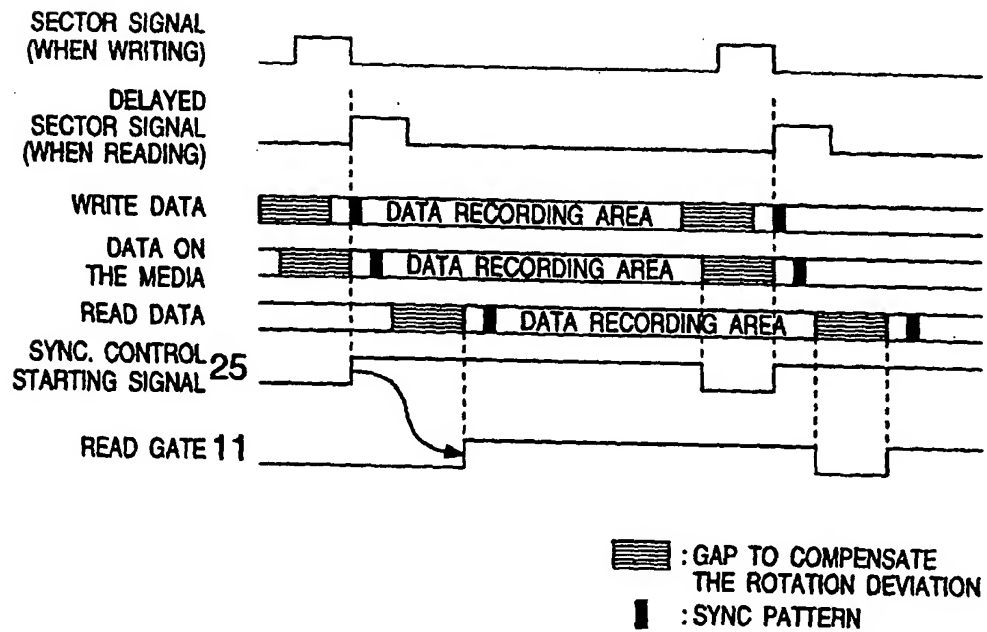 SECTOR SIGNAL
(WHEN WRITING)
DELAYED
SECTOR SIGNAL
(WHEN READING)
WRITE DATA
DATA RECORDING AREA
DATA ON
THE MEDIA
DATA RECORDING AREA
READ DATA
DATA RECORDING AREA
SYNC. CONTROL
STARTING SIGNAL 25
READ GATE 11
: GAP TO COMPENSATE
THE ROTATION DEVIATION
: SYNC PATTERN